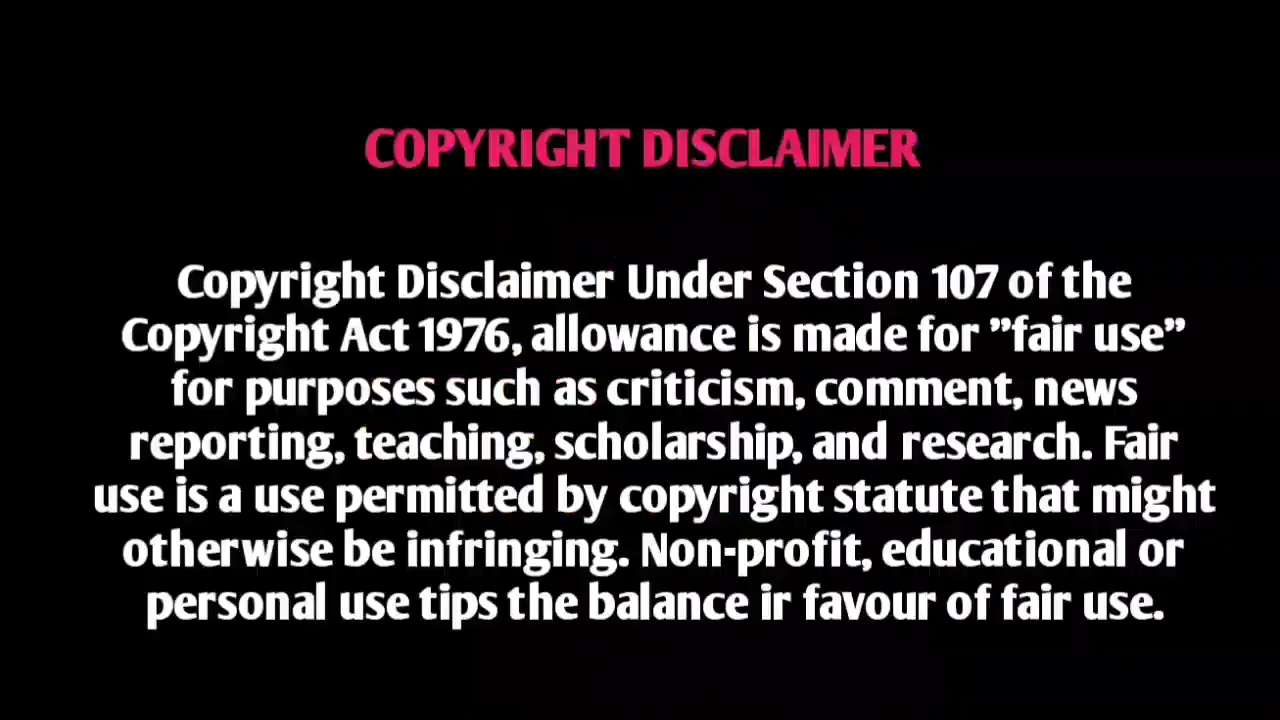 COPYRIGHT DISCLAIMER
Copyright Disclaimer Under Section 107 of the
Copyright Act 1976, allowance is made for ”fair use”
for purposes such as criticism, comment, news
reporting, teaching, scholarship, and research. Fair
use is a use permitted by copyright statute that might
otherwise be infringing. Non-profit, educational or
personal use tips the balance ir favour of fair use.